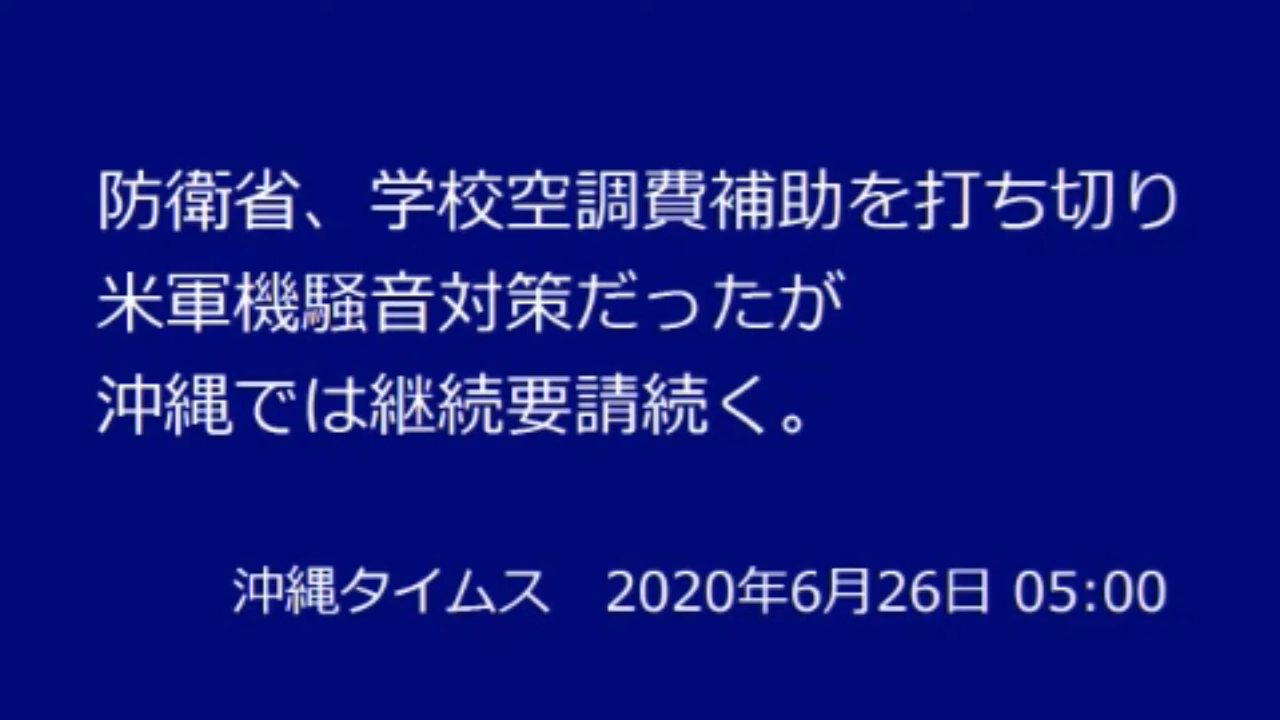 防衛省、学校空調費補助を打ち切り
米軍機騒音対策だったが
沖縄では継続要請続く。
沖縄タイムス　2020年6月26日 05:00